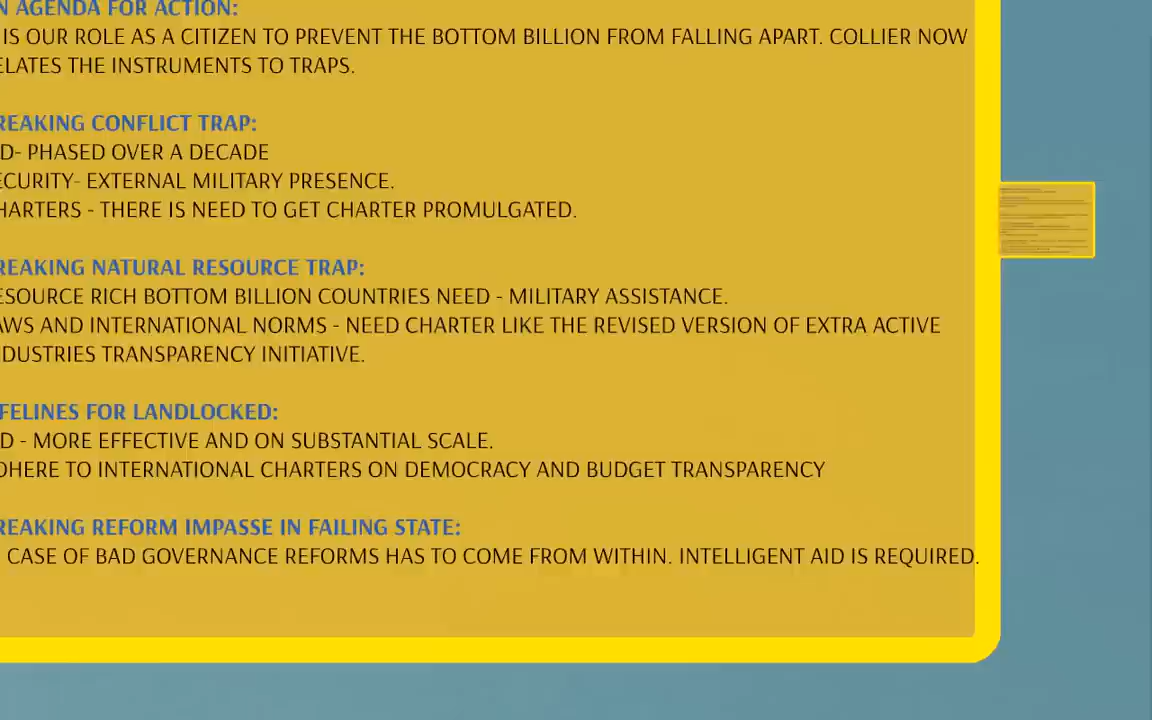 N AGENDA FOR ACTION:
IS OUR ROLE AS A CITIZEN TO PREVENT THE BOTTOM BILLION FROM FALLING APART. COLLIER NOW
ELATES THE INSTRUMENTS TO TRAPS.
REAKING CONFLICT TRAP:
D- PHASED OVER A DECADE
ECURITY- EXTERNAL MILITARY PRESENCE.
HARTERS - THERE IS NEED TO GET CHARTER PROMULGATED.
REAKING NATURAL RESOURCE TRAP:
ESOURCE RICH BOTTOM BILLION COUNTRIES NEED - MILITARY ASSISTANCE.
AWS AND INTERNATIONAL NORMS - NEED CHARTER LIKE THE REVISED VERSION OF EXTRA ACTIVE
NDUSTRIES TRANSPARENCY INITIATIVE.
FELINES FOR LANDLOCKED:
D - MORE EFFECTIVE AND ON SUBSTANTIAL SCALE.
DHERE TO INTERNATIONAL CHARTERS ON DEMOCRACY AND BUDGET TRANSPARENCY
REAKING REFORM IMPASSE IN FAILING STATE:
CASE OF BAD GOVERNANCE REFORMS HAS TO COME FROM WITHIN. INTELLIGENT AID IS REQUIRED.